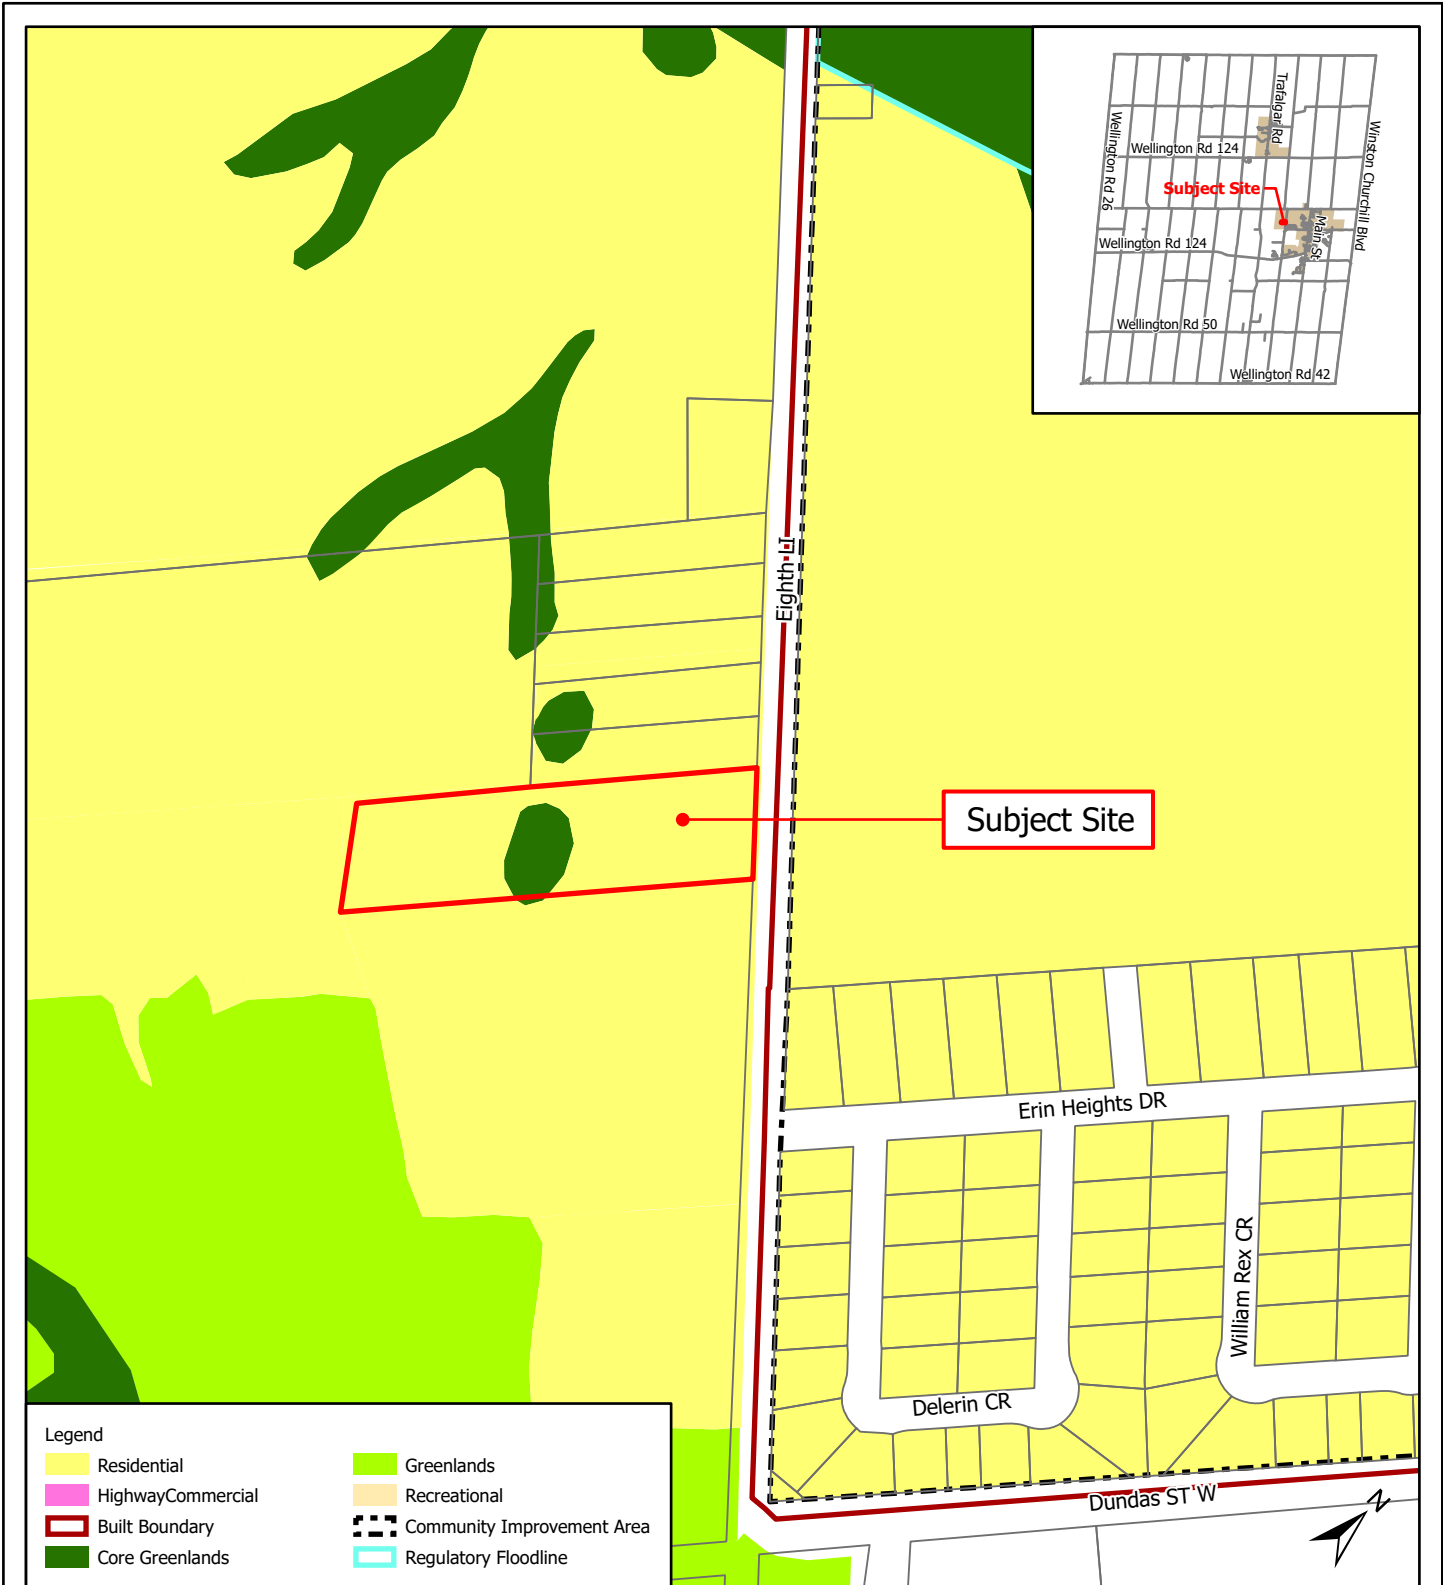 Trafalgar Rd
Wellington Rd 26
Wellington Rd 124
Winston Churchill Blvd
Subject Site
Main St
Wellington Rd 124
Wellington Rd 50
Wellington Rd 42
Eighth LI
Subject Site
Erin Heights DR
William Rex CR
Delerin CR
Dundas ST W
N
Legend
Residential
Greenlands
HighwayCommercial
Recreational
Built Boundary
Community Improvement Area
Core Greenlands
Regulatory Floodline